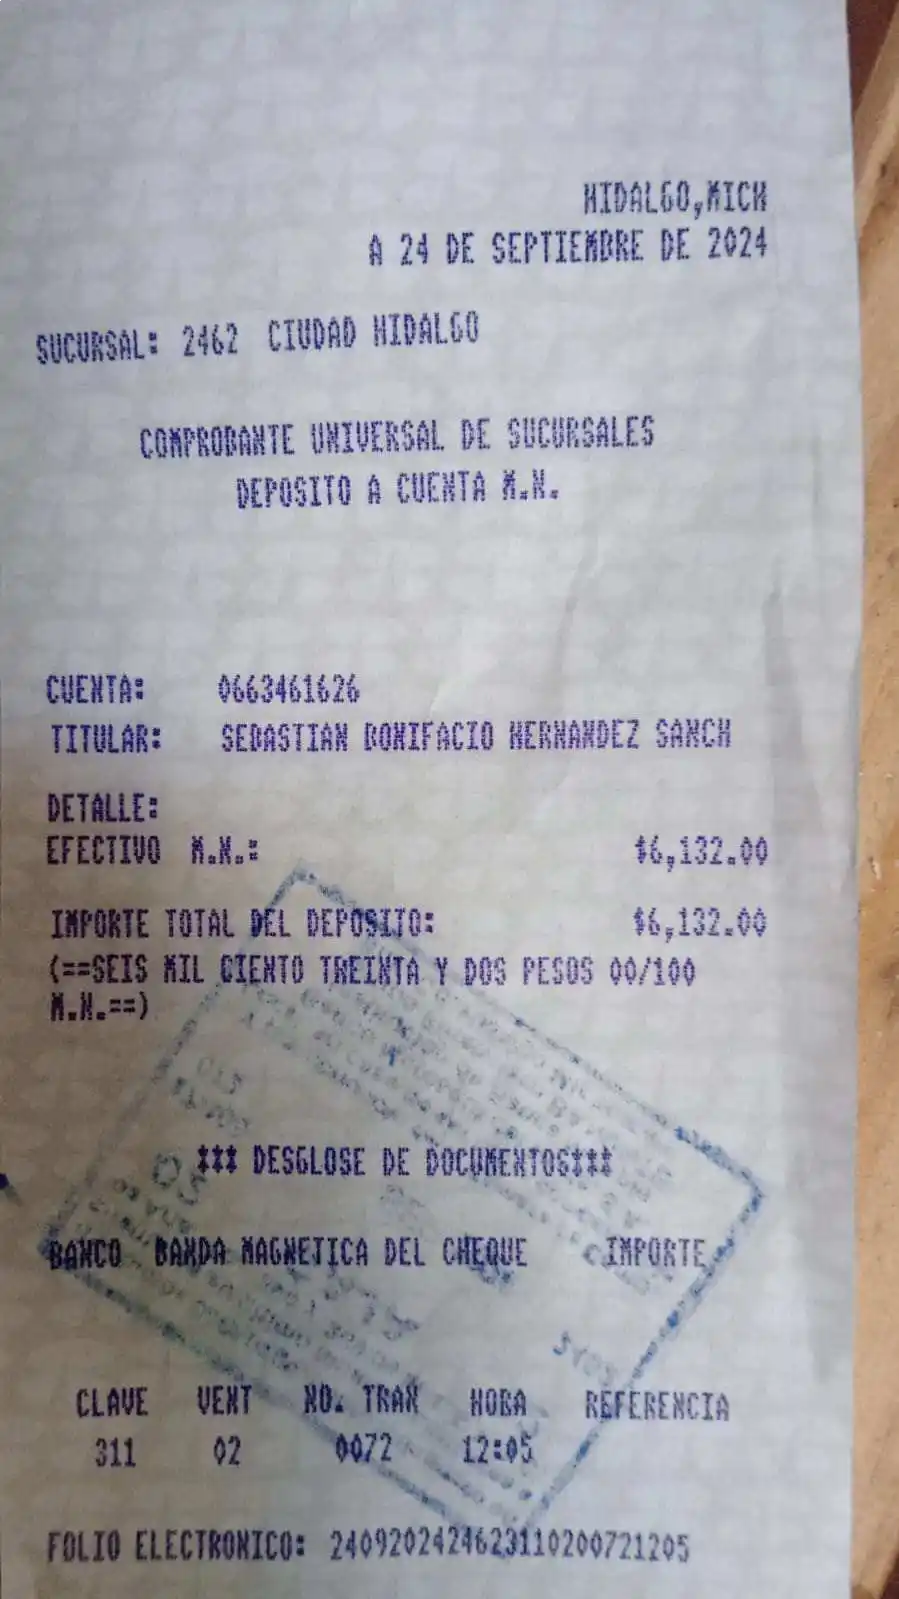 HIDALGO,MICH
A 24 DE SEPTIEMBRE DE 2024
SUCURSAL: 2462 CIUDAD HIDALGO
COMPROBANTE UNIVERSAL DE SUCURSALES
DEPOSITO A CUENTA M.N.
CUENTA: 0663461626
TITULAR: SEBASTIAN BONIFACIO HERNANDEZ SANCH
DETALLE:
EFECTIVO M.N.: $6,132.00
IMPORTE TOTAL DEL DEPOSITO: $6,132.00
(==SEIS MIL CIENTO TREINTA Y DOS PESOS 00/100
M.N.==)
*** DESGLOSE DE DOCUMENTOS***
BANCO BANDA MAGNETICA DEL CHEQUE IMPORTE
CLAVE VENT NO. TRAN HORA REFERENCIA
311 02 0072 12:05
FOLIO ELECTRONICO: 2409202424623110200721205